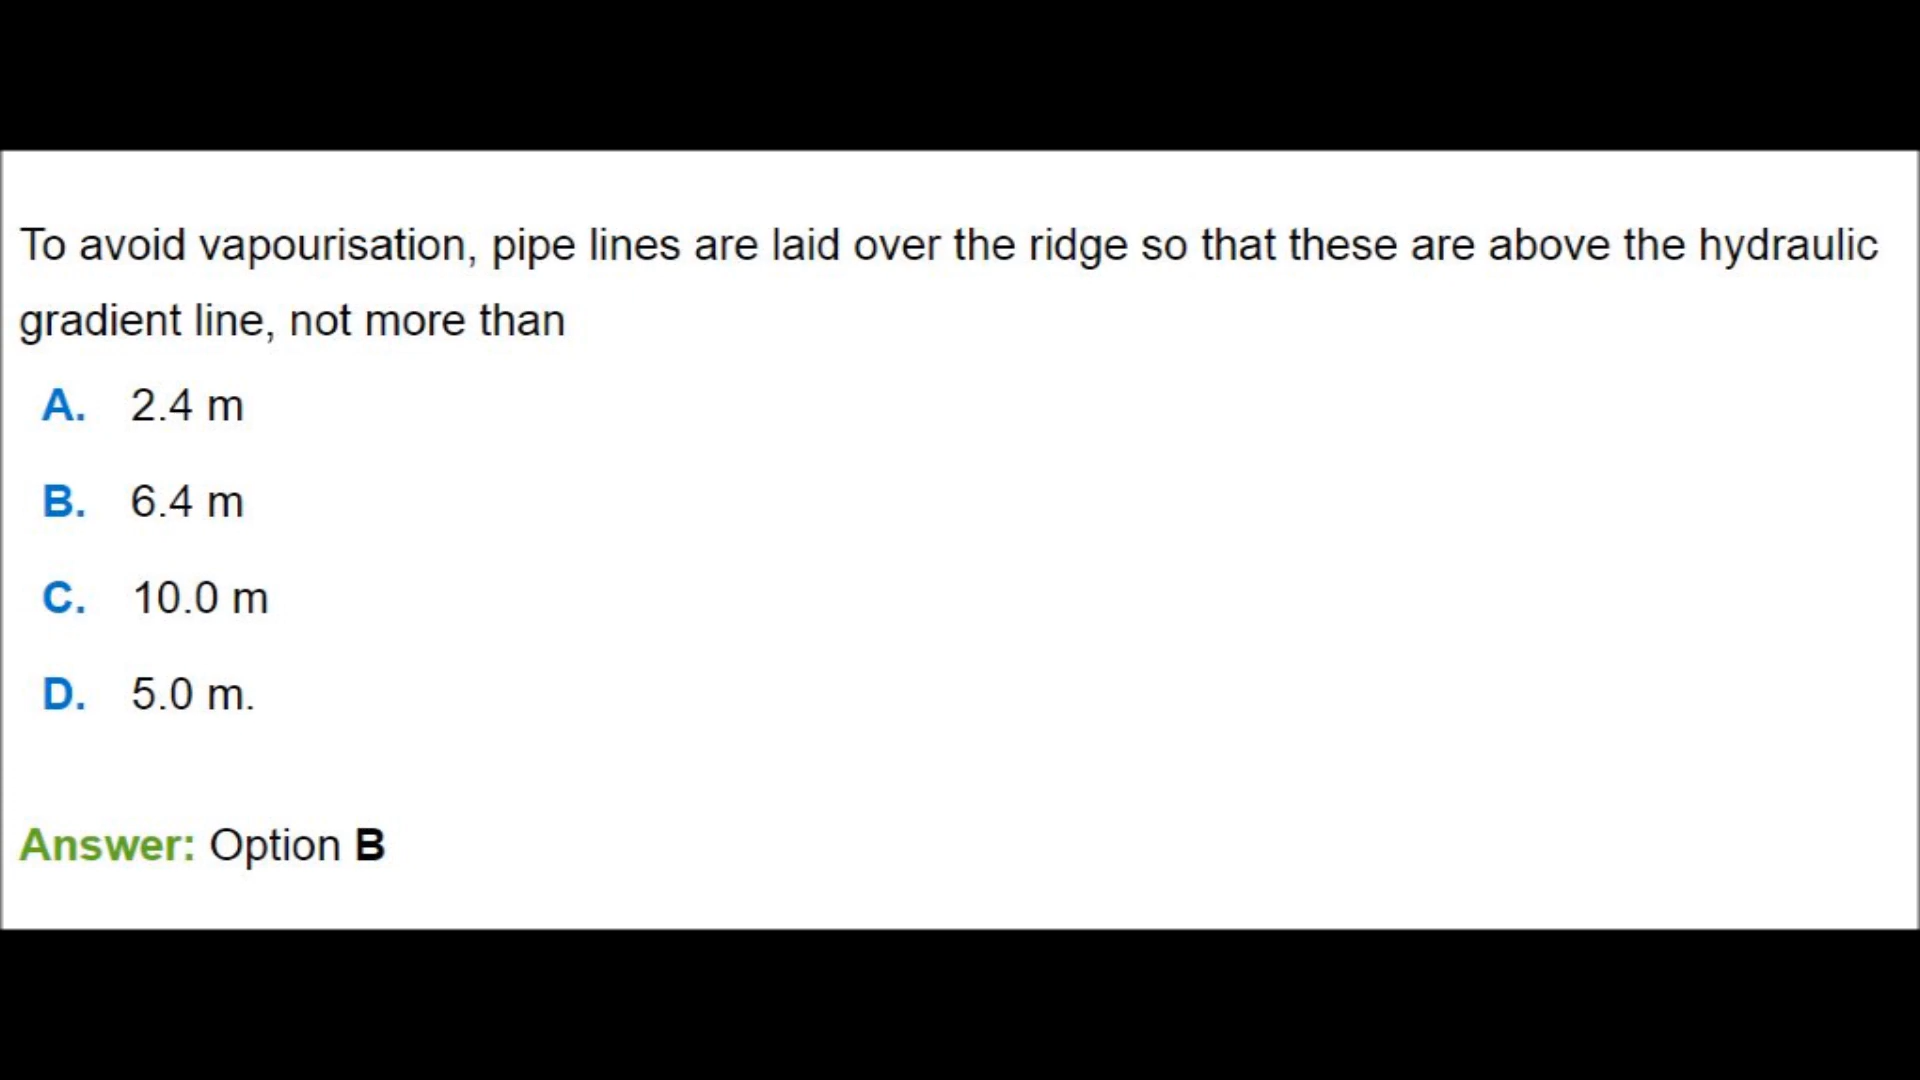 To avoid vapourisation, pipe lines are laid over the ridge so that these are above the hydraulic
gradient line, not more than
A. 2.4 m
B. 6.4 m
C. 10.0 m
D. 5.0 m.
Answer: Option B